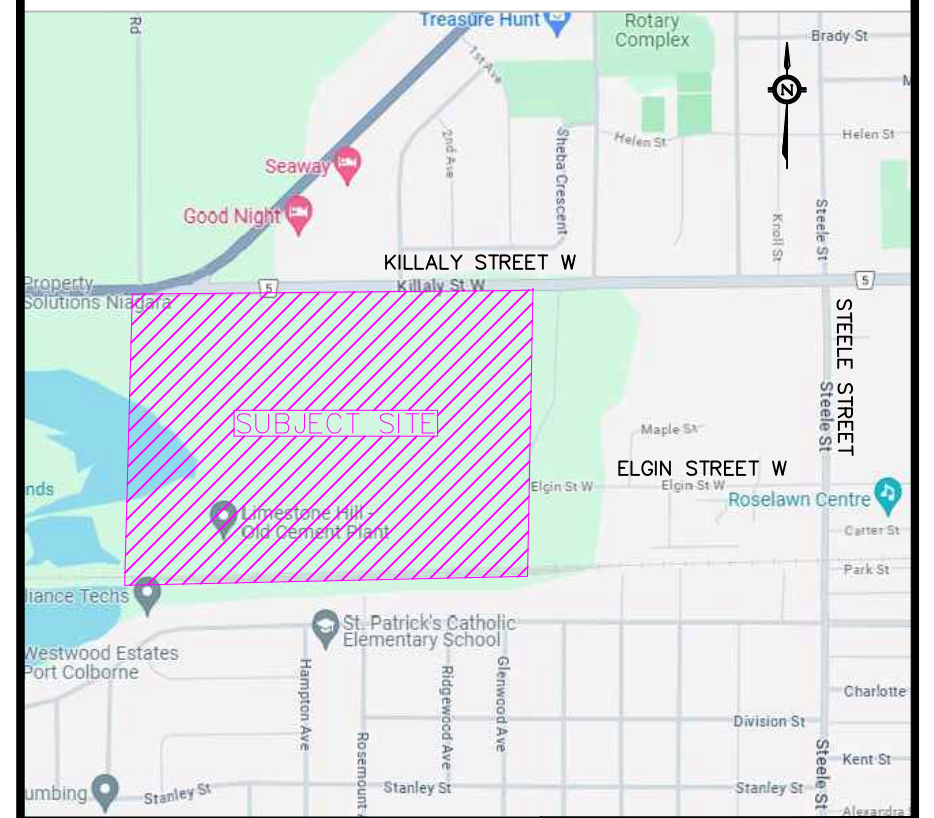 Treasure Hunt
Rotary
Complex
Brady St
Rd
1st Ave
N
2nd Ave
Sheba Crescent
Helen St
Helen St
Seaway
Good Night
Knoll St
Steele St
KILLALY STREET W
Property
Solutions Niagara
5
Killaly St W
5
STEELE STREET
Steele St
SUBJECT SITE
Maple St
ELGIN STREET W
Elgin St W
Elgin St W
nds
Roselawn Centre
Limestone Hill -
Old Cement Plant
Carter St
Park St
liance Techs
St. Patrick's Catholic
Elementary School
Westwood Estates
Port Colborne
Hampton Ave
Ridgewood Ave
Glenwood Ave
Charlotte
Division St
Rosemount
Steele St
Kent St
umbing
Stanley St
Stanley St
Stanley St
Alexandra